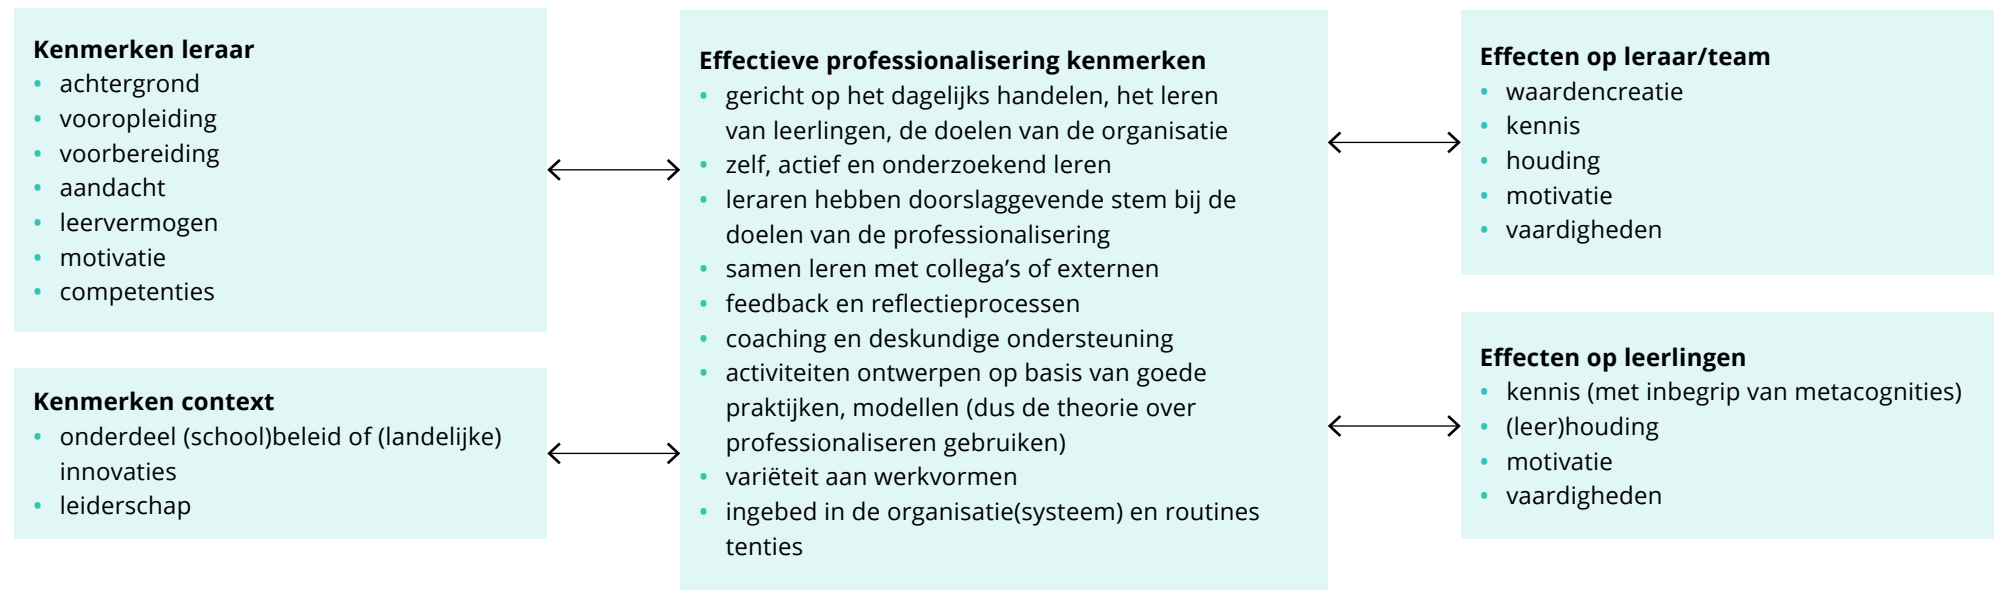 Kenmerken leraar
• achtergrond
• vooropleiding
• voorbereiding
• aandacht
• leervermogen
• motivatie
• competenties
Kenmerken context
• onderdeel (school)beleid of (landelijke)
innovaties
• leiderschap
Effectieve professionalisering kenmerken
• gericht op het dagelijks handelen, het leren
van leerlingen, de doelen van de organisatie
• zelf, actief en onderzoekend leren
• leraren hebben doorslaggevende stem bij de
doelen van de professionalisering
• samen leren met collega’s of externen
• feedback en reflectieprocessen
• coaching en deskundige ondersteuning
• activiteiten ontwerpen op basis van goede
praktijken, modellen (dus de theorie over
professionaliseren gebruiken)
• variëteit aan werkvormen
• ingebed in de organisatie(systeem) en routines
tenties
Effecten op leraar/team
• waardencreatie
• kennis
• houding
• motivatie
• vaardigheden
Effecten op leerlingen
• kennis (met inbegrip van metacognities)
• (leer)houding
• motivatie
• vaardigheden